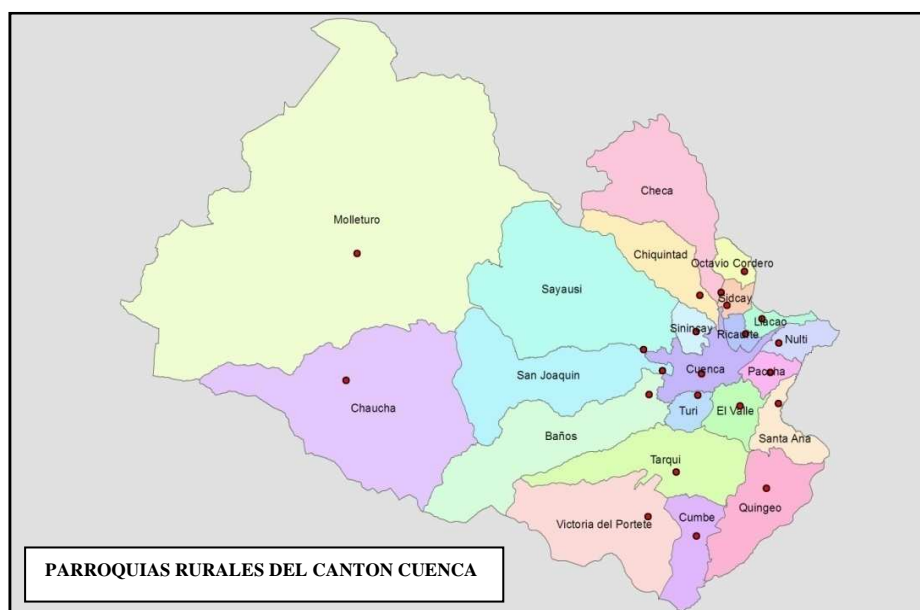 Checa
Molleturo
Chiquintad
Octavio Cordero
Sayausi
Sidcay
Llacao
Sinincay
Ricaurte
Nulti
San Joaquin
Cuenca
Paccha
Chaucha
Turi
El Valle
Baños
Santa Ana
Tarqui
Quingeo
Victoria del Portete
Cumbe
PARROQUIAS RURALES DEL CANTON CUENCA